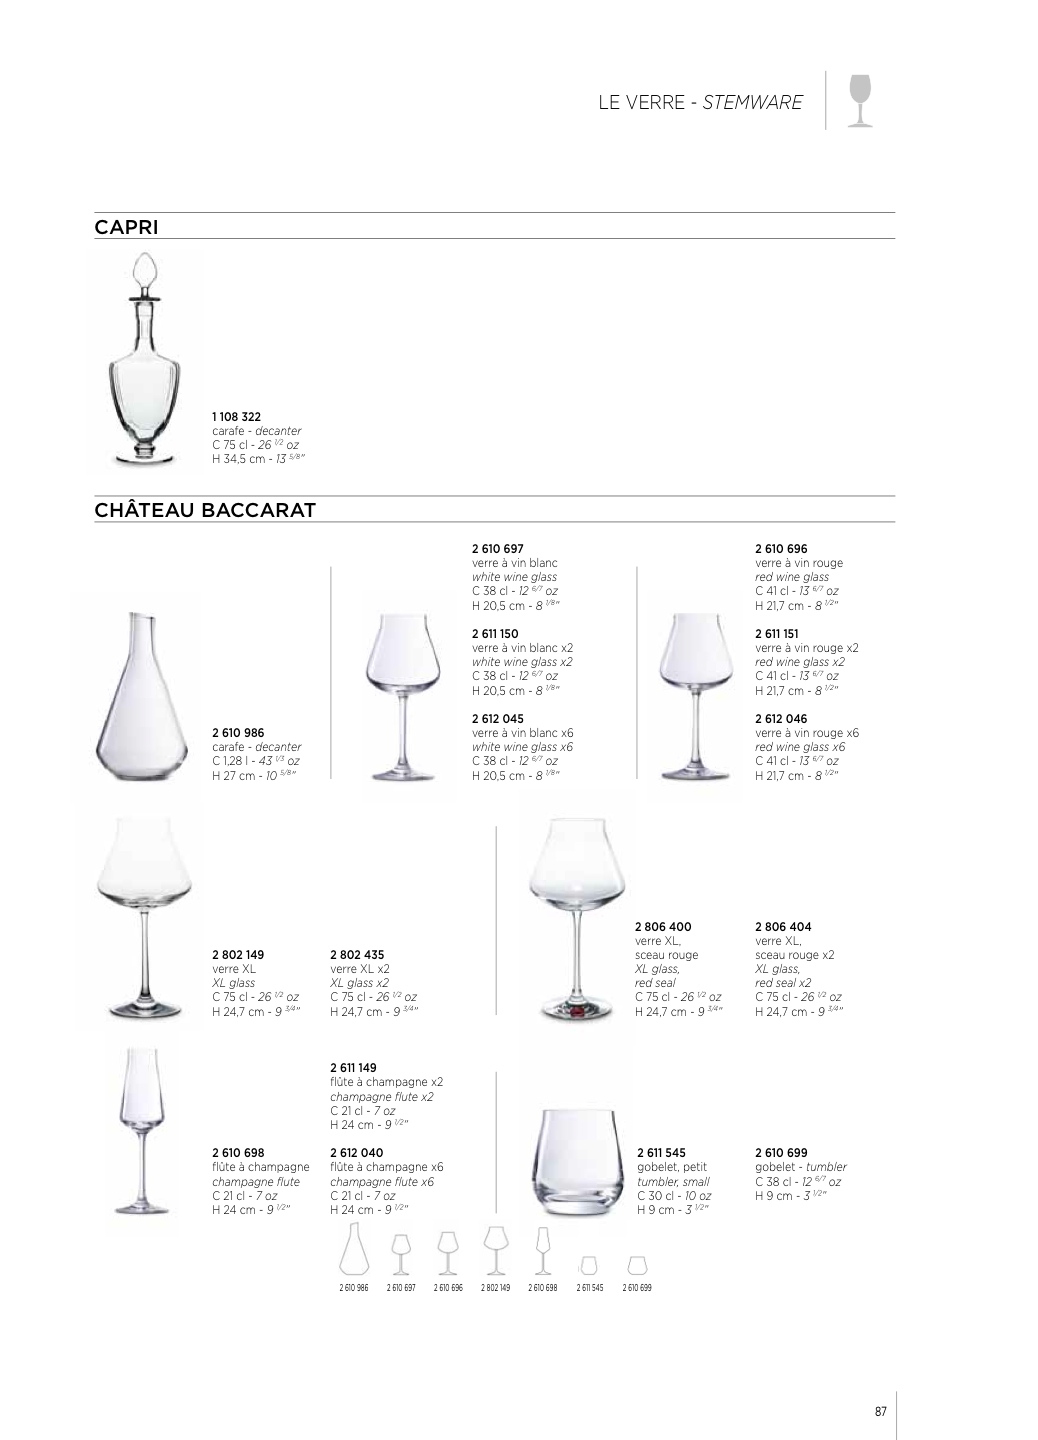 LE VERRE - STEMWARE
CAPRI
1 108 322
carafe - decanter
C 75 cl - 26 1/2 oz
H 34,5 cm - 13 5/8"
CHÂTEAU BACCARAT
2 610 986
carafe - decanter
C 1,28 l - 43 1/3 oz
H 27 cm - 10 5/8"
2 610 697
verre à vin blanc
white wine glass
C 38 cl - 12 6/7 oz
H 20,5 cm - 8 1/8"
2 611 150
verre à vin blanc x2
white wine glass x2
C 38 cl - 12 6/7 oz
H 20,5 cm - 8 1/8"
2 612 045
verre à vin blanc x6
white wine glass x6
C 38 cl - 12 6/7 oz
H 20,5 cm - 8 1/8"
2 610 696
verre à vin rouge
red wine glass
C 41 cl - 13 6/7 oz
H 21,7 cm - 8 1/2"
2 611 151
verre à vin rouge x2
red wine glass x2
C 41 cl - 13 6/7 oz
H 21,7 cm - 8 1/2"
2 612 046
verre à vin rouge x6
red wine glass x6
C 41 cl - 13 6/7 oz
H 21,7 cm - 8 1/2"
2 802 149
verre XL
XL glass
C 75 cl - 26 1/2 oz
H 24,7 cm - 9 3/4"
2 802 435
verre XL x2
XL glass x2
C 75 cl - 26 1/2 oz
H 24,7 cm - 9 3/4"
2 806 400
verre XL,
sceau rouge
XL glass,
red seal
C 75 cl - 26 1/2 oz
H 24,7 cm - 9 3/4"
2 806 404
verre XL,
sceau rouge x2
XL glass,
red seal x2
C 75 cl - 26 1/2 oz
H 24,7 cm - 9 3/4"
2 610 698
flûte à champagne
champagne flute
C 21 cl - 7 oz
H 24 cm - 9 1/2"
2 611 149
flûte à champagne x2
champagne flute x2
C 21 cl - 7 oz
H 24 cm - 9 1/2"
2 612 040
flûte à champagne x6
champagne flute x6
C 21 cl - 7 oz
H 24 cm - 9 1/2"
2 611 545
gobelet, petit
tumbler, small
C 30 cl - 10 oz
H 9 cm - 3 1/2"
2 610 699
gobelet - tumbler
C 38 cl - 12 6/7 oz
H 9 cm - 3 1/2"
2 610 986 2 610 697 2 610 696 2 802 149 2 610 698 2 611 545 2 610 699
87